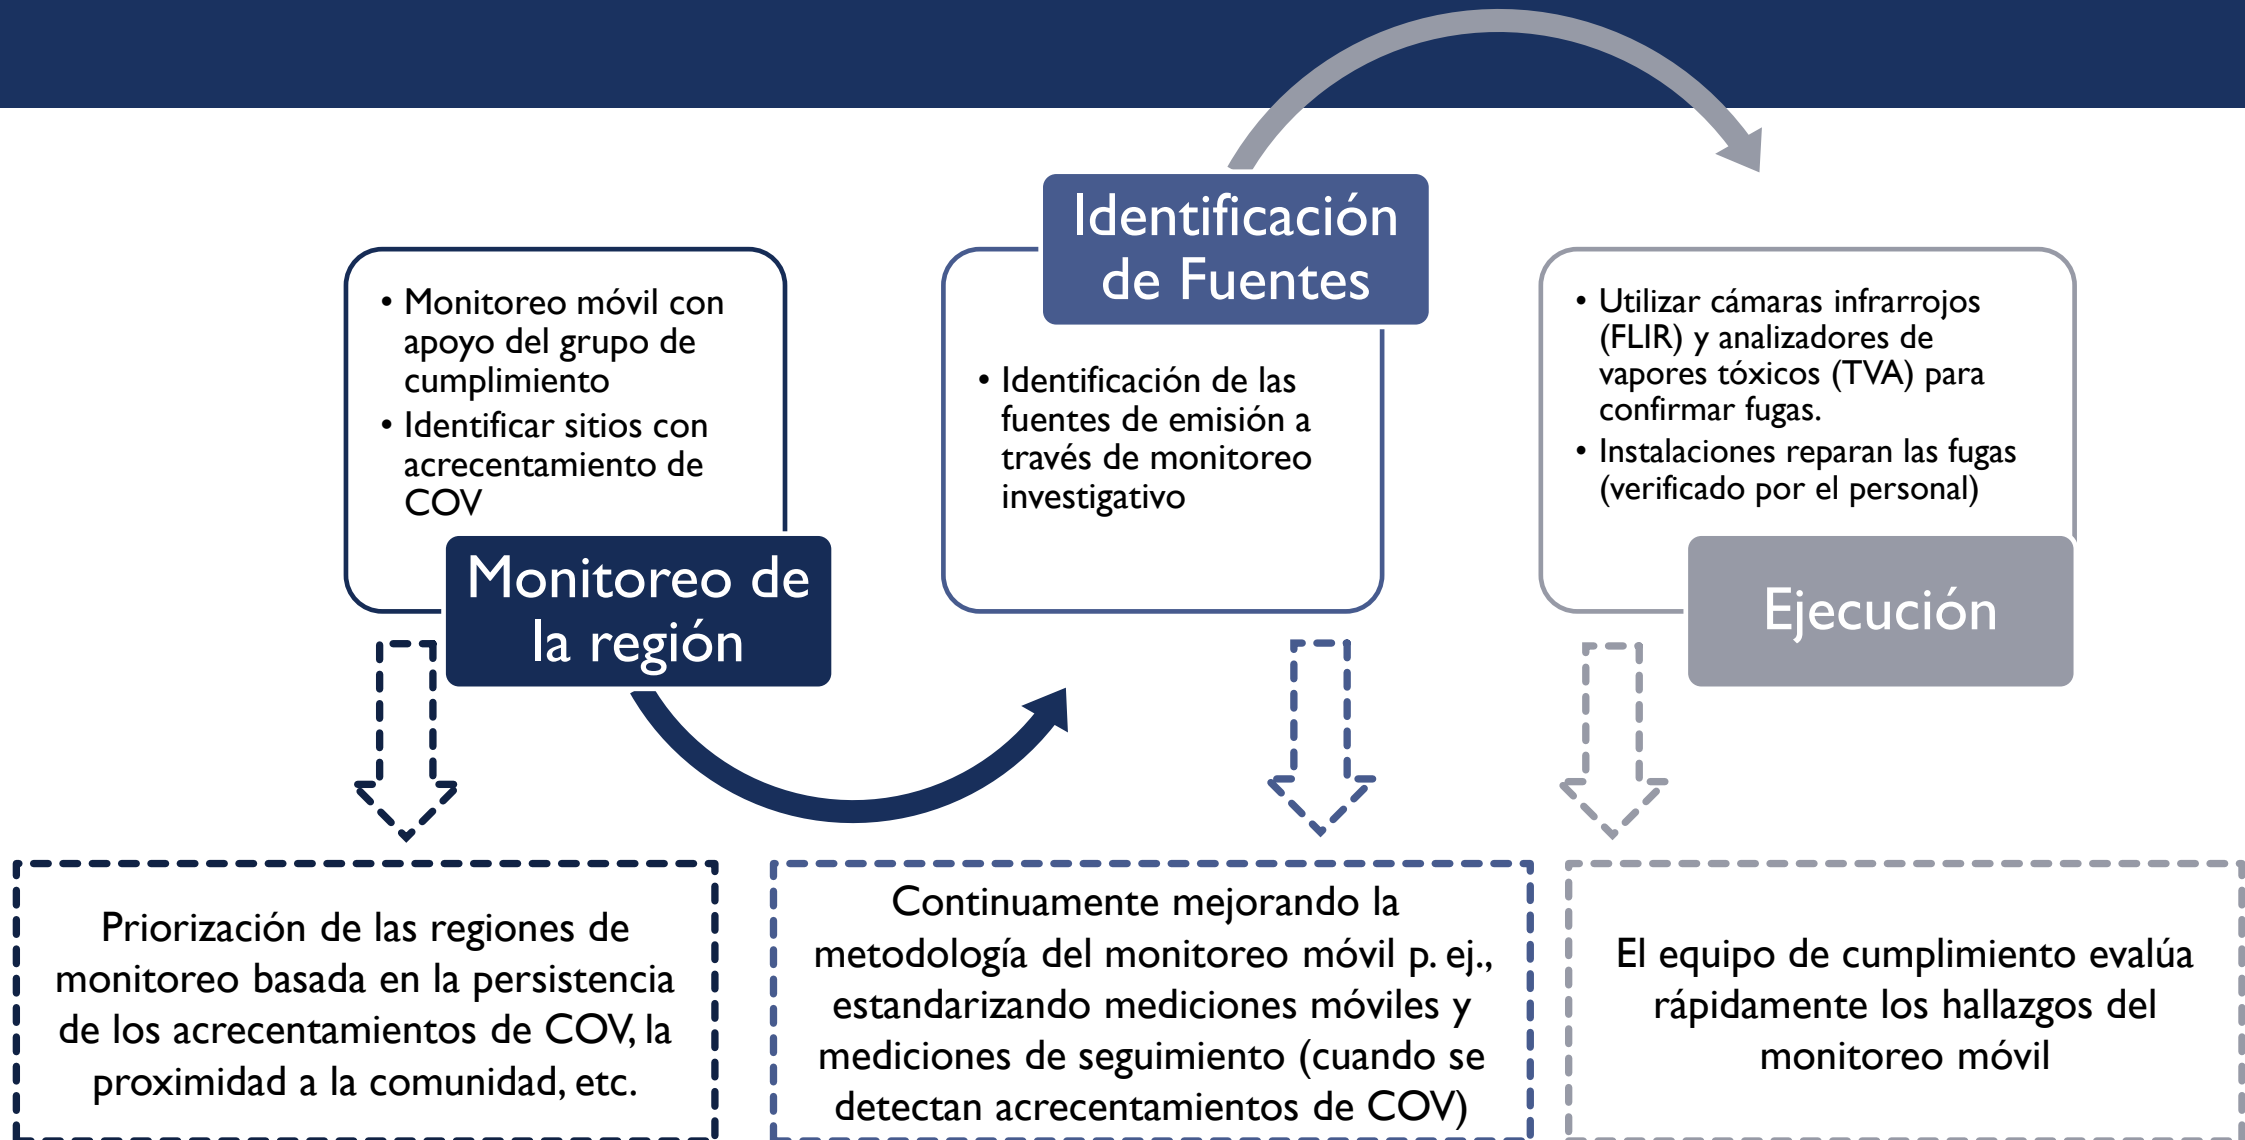 • Monitoreo móvil con
apoyo del grupo de
cumplimiento
• Identificar sitios con
acrecentamiento de
COV
Monitoreo de
la región
Identificación
de Fuentes
• Identificación de las
fuentes de emisión a
través de monitoreo
investigativo
• Utilizar cámaras infrarrojos
(FLIR) y analizadores de
vapores tóxicos (TVA) para
confirmar fugas.
• Instalaciones reparan las fugas
(verificado por el personal)
Ejecución
Priorización de las regiones de
monitoreo basada en la persistencia
de los acrecentamientos de COV, la
proximidad a la comunidad, etc.
Continuamente mejorando la
metodología del monitoreo móvil p. ej.,
estandarizando mediciones móviles y
mediciones de seguimiento (cuando se
detectan acrecentamientos de COV)
El equipo de cumplimiento evalúa
rápidamente los hallazgos del
monitoreo móvil